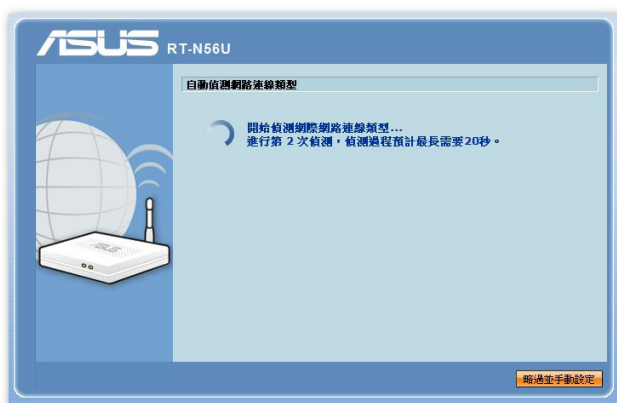 ASUS RT-N56U
自動偵測網路連線類型
開始偵測網際網路連線類型...
進行第 2 次偵測，偵測過程預計最長需要20秒。
ASUS
略過並手動設定